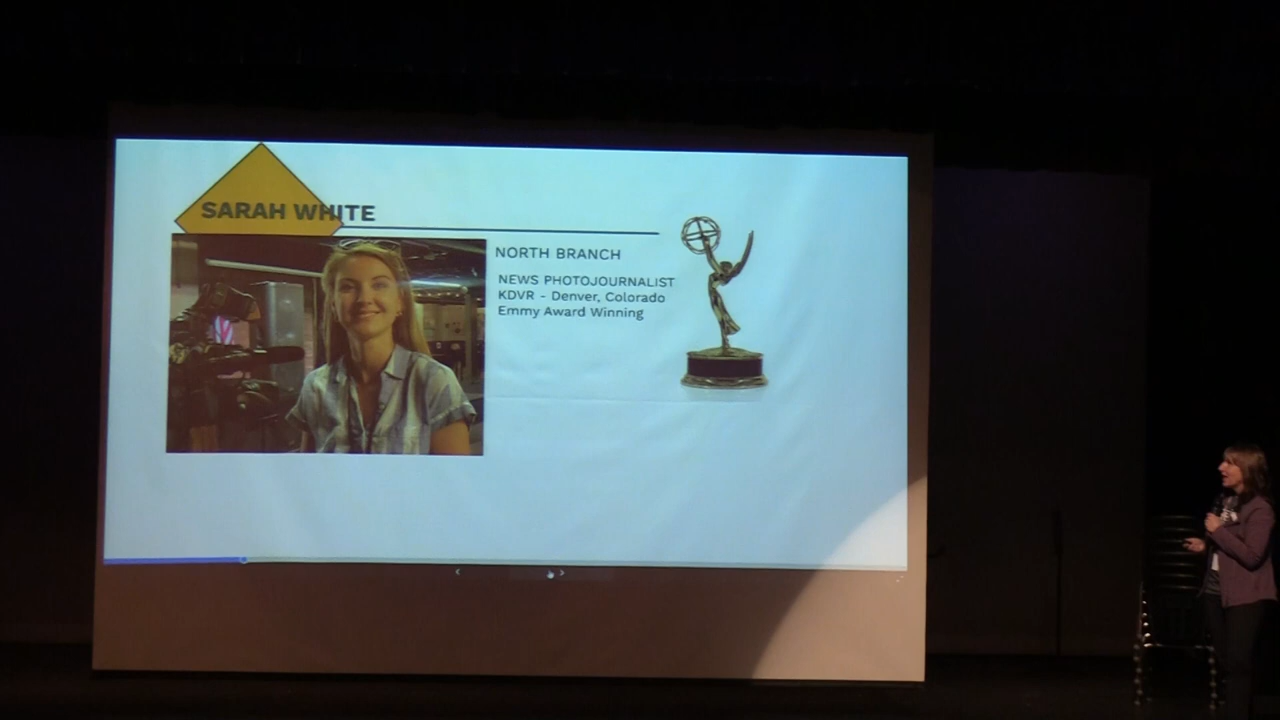 SARAH WHITE
NORTH BRANCH
NEWS PHOTOJOURNALIST
KDVR - Denver, Colorado
Emmy Award Winning